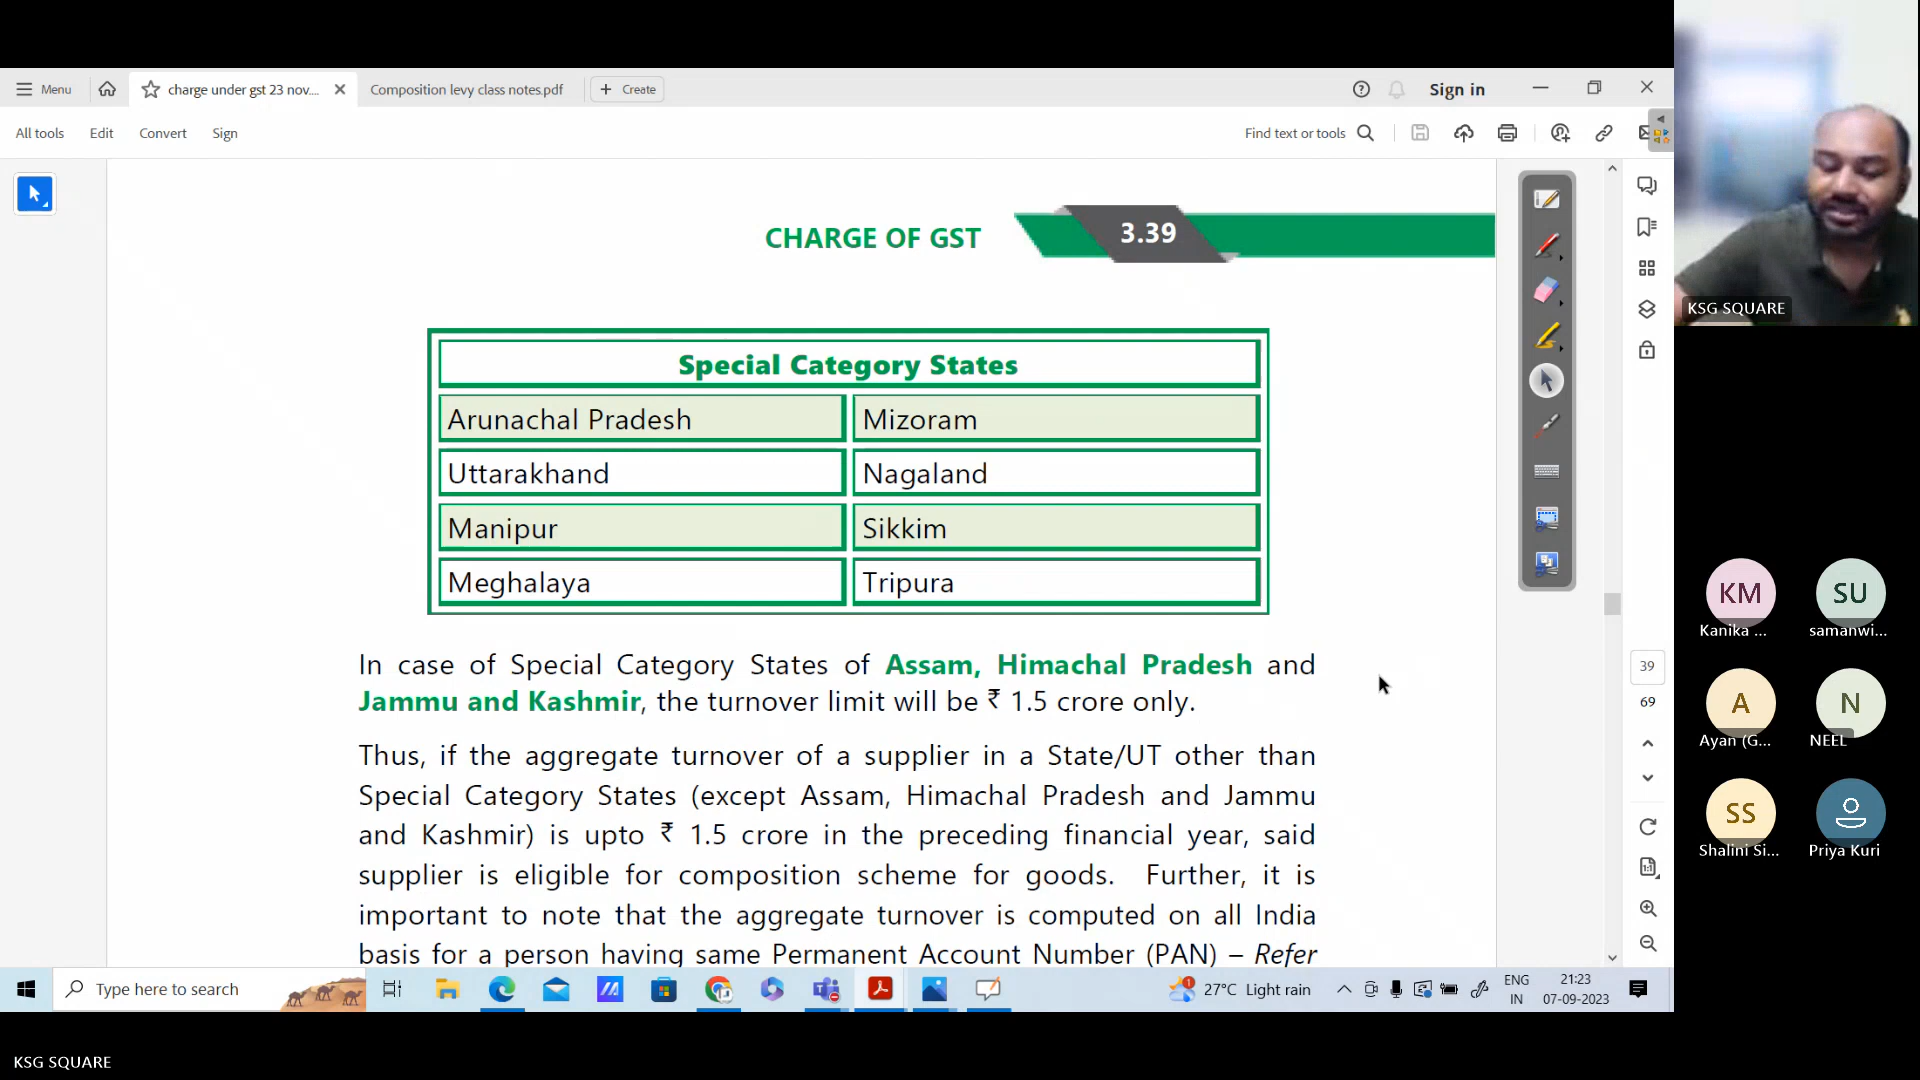 Menu
charge under gst 23 nov....
Composition levy class notes.pdf
Create
Sign in
All tools
Edit
Convert
Sign
Find text or tools
CHARGE OF GST
3.39
Special Category States
Arunachal Pradesh
Mizoram
Uttarakhand
Nagaland
Manipur
Sikkim
Meghalaya
Tripura
In case of Special Category States of Assam, Himachal Pradesh and
Jammu and Kashmir, the turnover limit will be ₹ 1.5 crore only.
Thus, if the aggregate turnover of a supplier in a State/UT other than
Special Category States (except Assam, Himachal Pradesh and Jammu
and Kashmir) is upto ₹ 1.5 crore in the preceding financial year, said
supplier is eligible for composition scheme for goods. Further, it is
important to note that the aggregate turnover is computed on all India
basis for a person having same Permanent Account Number (PAN) – Refer
39
69
KSG SQUARE
KM
Kanika ...
SU
samanwi...
A
Ayan (G...
N
NEEL
SS
Shalini Si...
Priya Kuri
Type here to search
27°C Light rain
ENG
IN
21:23
07-09-2023
KSG SQUARE